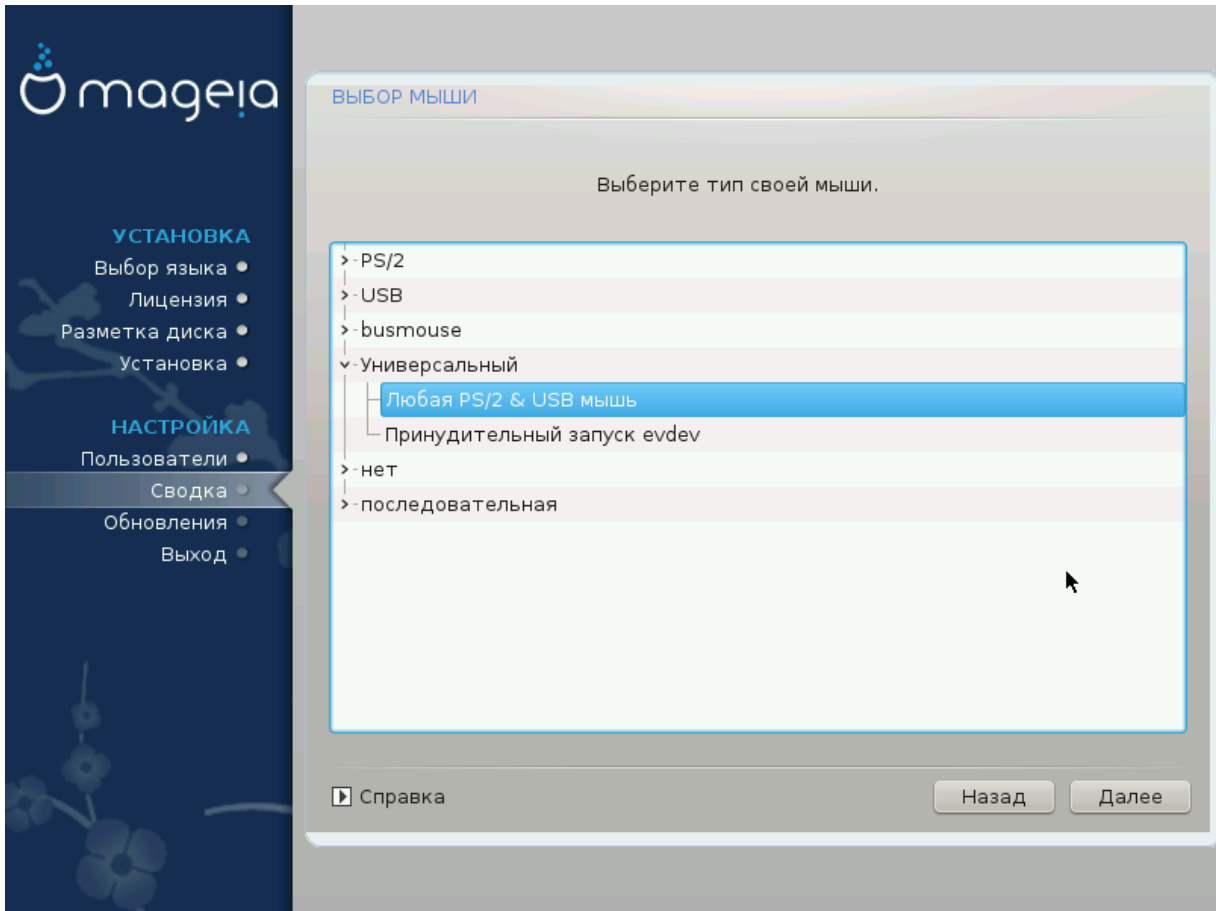 mageia
УСТАНОВКА
Выбор языка
Лицензия
Разметка диска
Установка
НАСТРОЙКА
Пользователи
Сводка
Обновления
Выход
ВЫБОР МЫШИ
Выберите тип своей мыши.
PS/2
USB
busmouse
Универсальный
Любая PS/2 & USB мышь
Принудительный запуск evdev
нет
последовательная
Справка
Назад
Далее